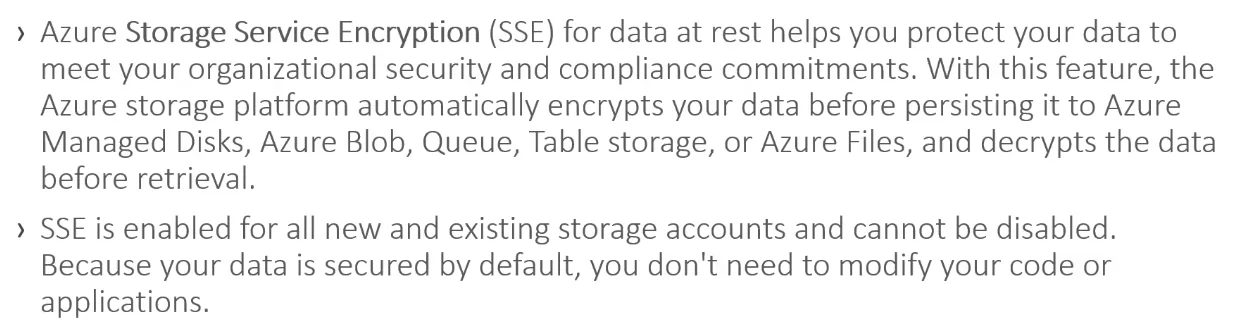 › Azure Storage Service Encryption (SSE) for data at rest helps you protect your data to
meet your organizational security and compliance commitments. With this feature, the
Azure storage platform automatically encrypts your data before persisting it to Azure
Managed Disks, Azure Blob, Queue, Table storage, or Azure Files, and decrypts the data
before retrieval.
› SSE is enabled for all new and existing storage accounts and cannot be disabled.
Because your data is secured by default, you don't need to modify your code or
applications.